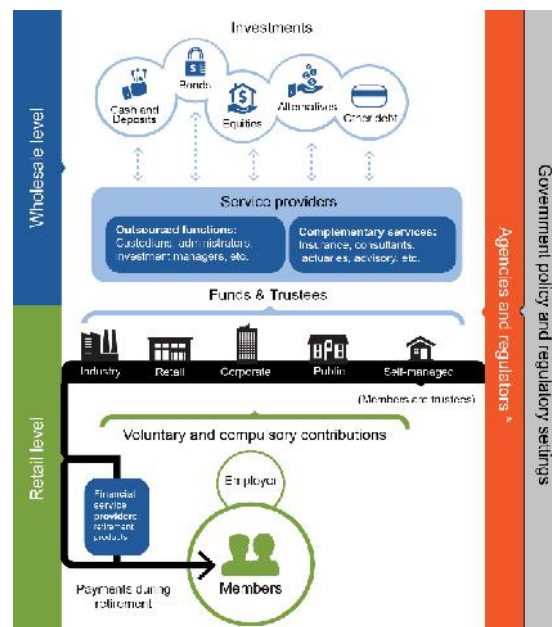 Investments
Bonds
Cash and
Deposits
Equities
Alternatives
Other debt
Wholesale level
Service providers
Outsourced functions:
Custodians, administrators,
investment managers, etc.
Complementary services:
Insurance, consultants,
actuaries, advisory, etc.
Funds & Trustees
Industry
Retail
Corporate
Public
Self-managed
(Members are trustees)
Retail level
Voluntary and compulsory contributions
Employer
Financial
service
providers
retirement
products
Members
Payments during
retirement
Agencies and regulators *
Government policy and regulatory settings